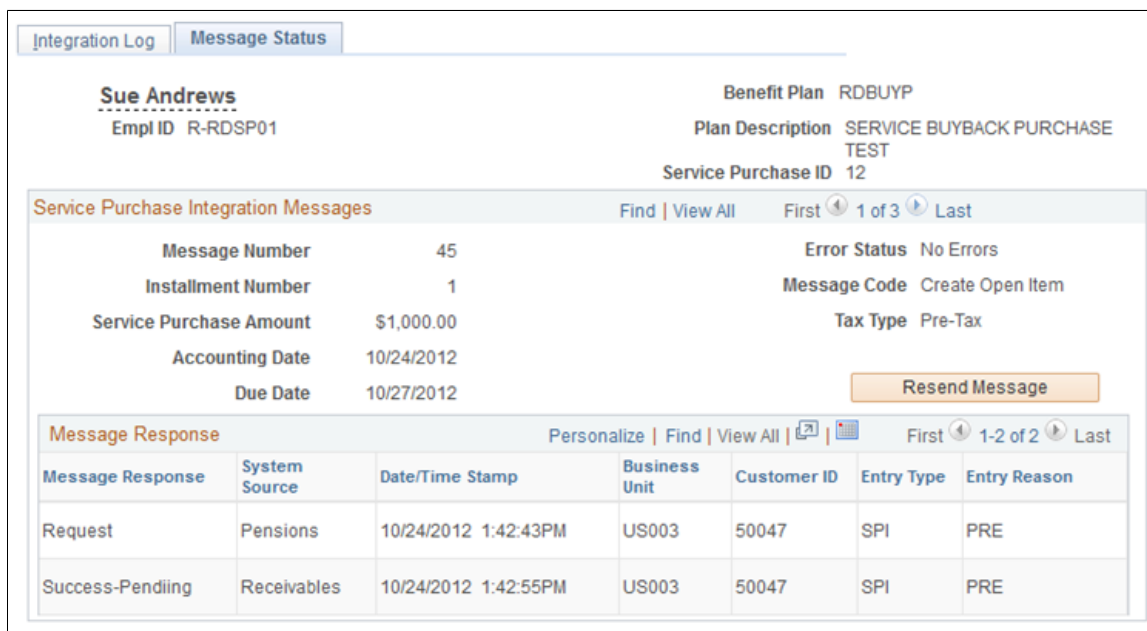 Integration Log Message Status
Sue Andrews
Empl ID R-RDSP01
Benefit Plan RDBUYP
Plan Description SERVICE BUYBACK PURCHASE
TEST
Service Purchase ID 12
Service Purchase Integration Messages Find | View All First 1 of 3 Last
Message Number 45 Error Status No Errors
Installment Number 1 Message Code Create Open Item
Service Purchase Amount $1,000.00 Tax Type Pre-Tax
Accounting Date 10/24/2012
Due Date 10/27/2012 Resend Message
Message Response Personalize | Find | View All | | First 1-2 of 2 Last
Message Response System Source Date/Time Stamp Business Unit Customer ID Entry Type Entry Reason
Request Pensions 10/24/2012 1:42:43PM US003 50047 SPI PRE
Success-Pendiing Receivables 10/24/2012 1:42:55PM US003 50047 SPI PRE